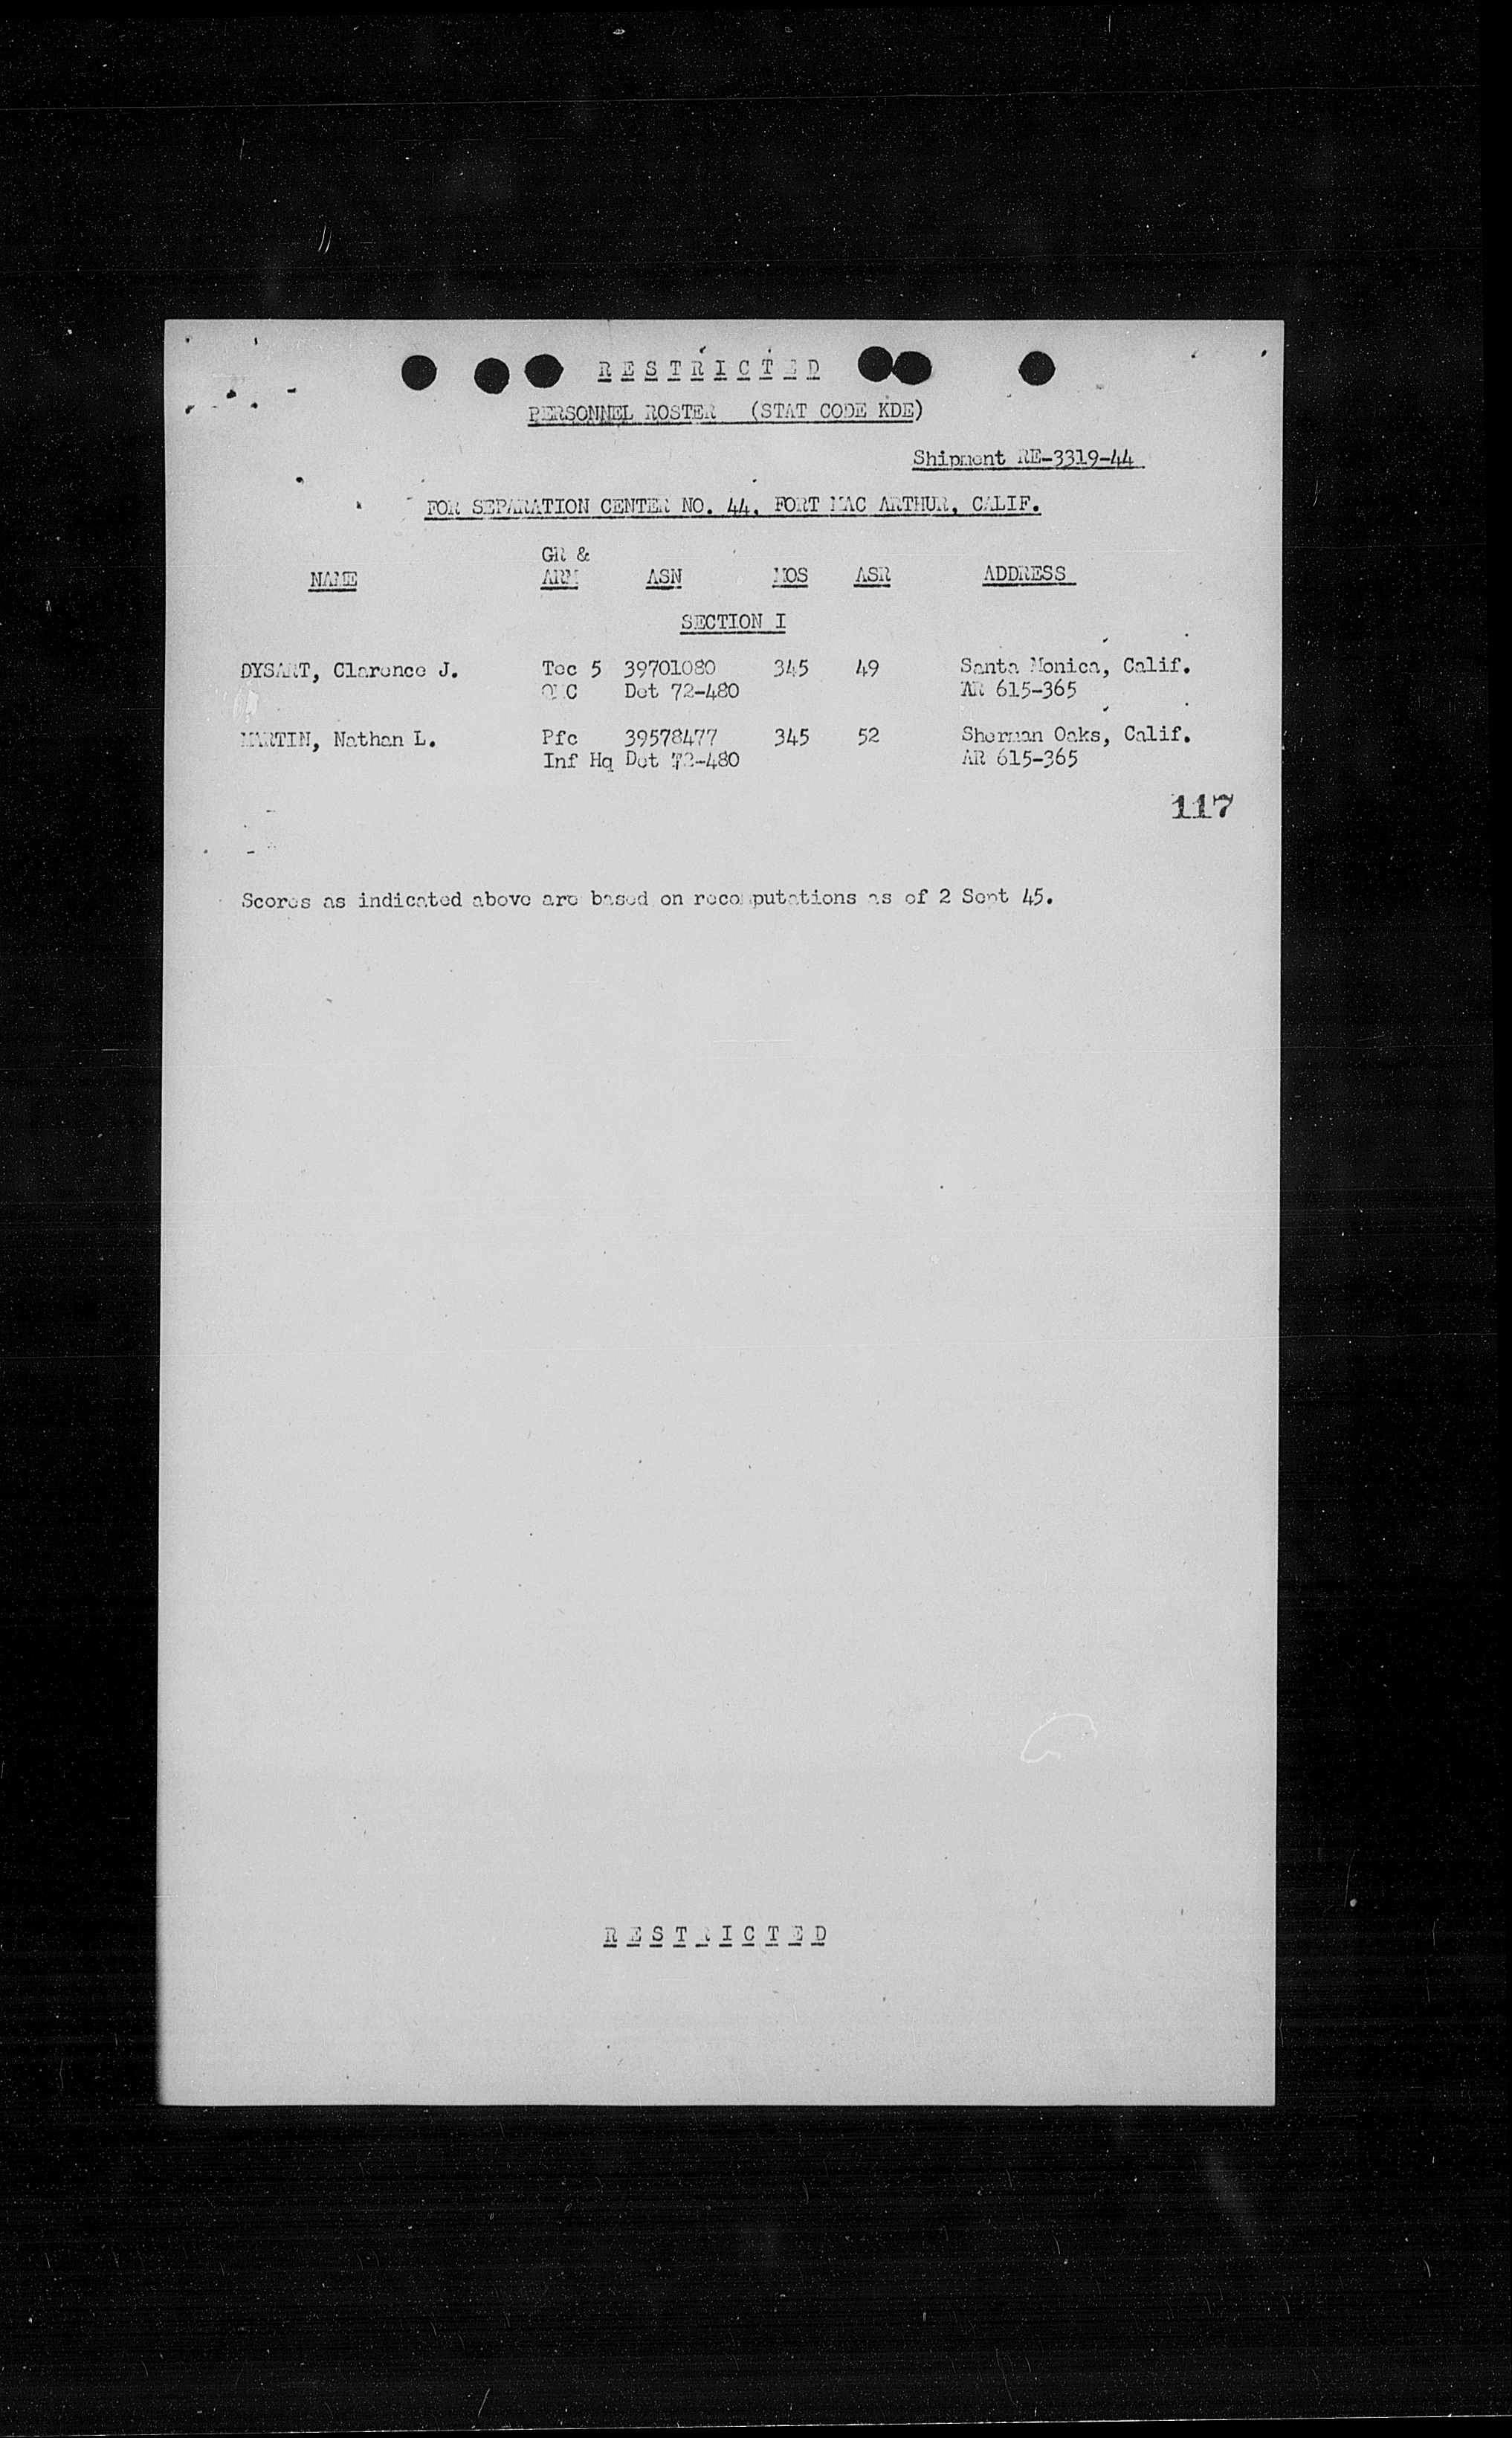 RESTRICTED
PERSONNEL ROSTER (STAT CODE KDE)
Shipment RE-3319-44
FOR SEPARATION CENTER NO. 44, FORT MAC ARTHUR, CALIF.
GR &
NAME ARM ASN MOS ASR ADDRESS
SECTION I
DYSART, Clarence J. Tec 5 39701080 345 49 Santa Monica, Calif.
QMC Det 72-480 AR 615-365
MARTIN, Nathan L. Pfc 39578477 345 52 Sherman Oaks, Calif.
Inf Hq Det 72-480 AR 615-365
117
Scores as indicated above are based on recomputations as of 2 Sept 45.
RESTRICTED